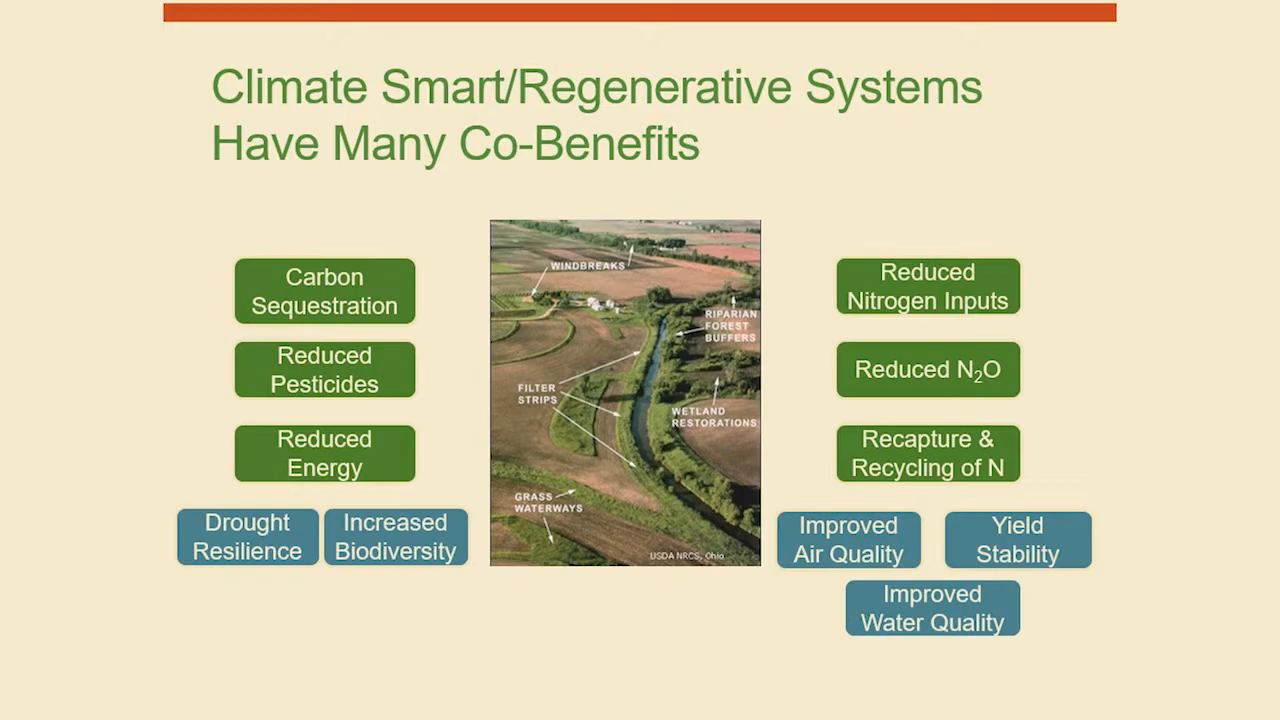 Climate Smart/Regenerative Systems
Have Many Co-Benefits
Carbon
Sequestration
Reduced
Pesticides
Reduced
Energy
Drought
Resilience
Increased
Biodiversity
WINDBREAKS
RIPARIAN
FOREST
BUFFERS
FILTER
STRIPS
WETLAND
RESTORATIONS
GRASS
WATERWAYS
USDA NRCS, Ohio
Reduced
Nitrogen Inputs
Reduced N₂O
Recapture &
Recycling of N
Improved
Air Quality
Yield
Stability
Improved
Water Quality